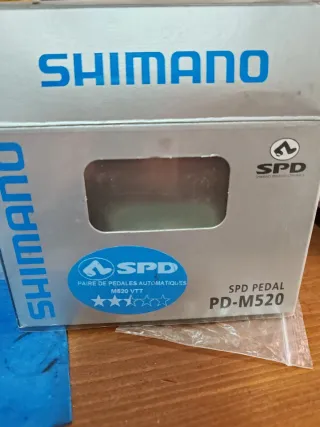 SHIMANO
SPD
SHIMANO
SPD
PAIRE DE PEDALES AUTOMATIQUES
M520 VTT
SPD PEDAL
PD-M520